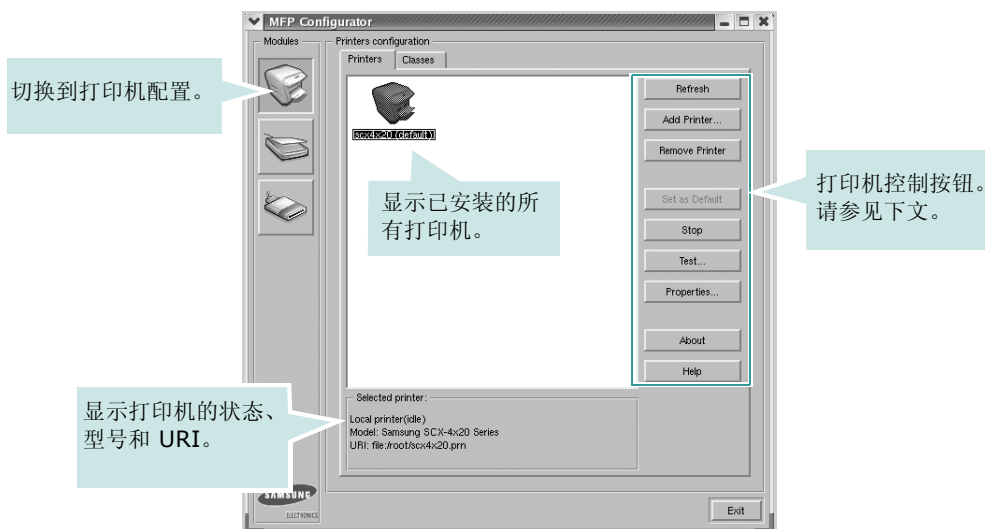 MFP Configurator
Modules
Printers configuration
Printers
Classes
切换到打印机配置。
scx4x20 (default)
显示已安装的所
有打印机。
Refresh
Add Printer...
Remove Printer
Set as Default
Stop
Test...
Properties...
About
Help
打印机控制按钮。
请参见下文。
显示打印机的状态、
型号和 URI。
Selected printer:
Local printer(idle)
Model: Samsung SCX-4x20 Series
URI: file:/root/scx4x20.prn
SAMSUNG
ELECTRONICS
Exit